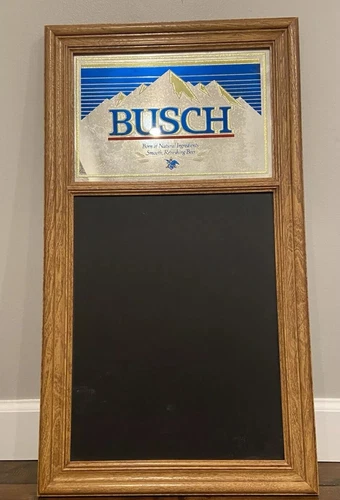 BUSCH
Born of Natural Ingredients
Smooth, Refreshing Beer